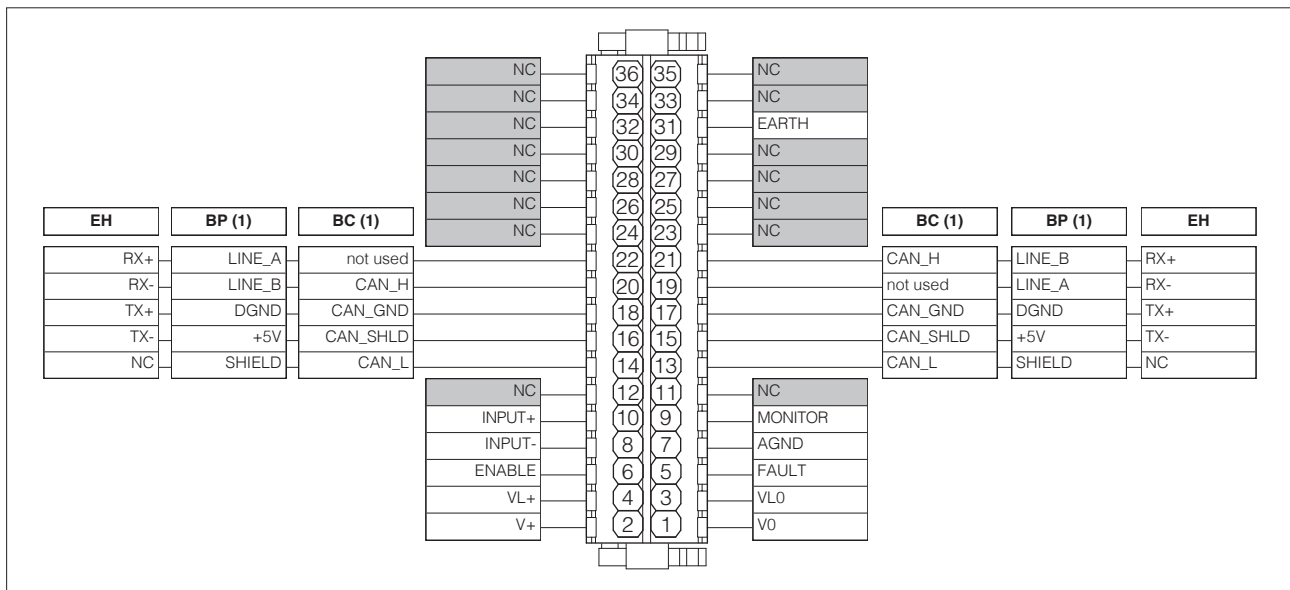 NC 36 35 NC
NC 34 33 NC
NC 32 31 EARTH
NC 30 29 NC
NC 28 27 NC
NC 26 25 NC
EH BP (1) BC (1) NC 24 23 NC BC (1) BP (1) EH
RX+ LINE_A not used 22 21 CAN_H LINE_B RX+
RX- LINE_B CAN_H 20 19 not used LINE_A RX-
TX+ DGND CAN_GND 18 17 CAN_GND DGND TX+
TX- +5V CAN_SHLD 16 15 CAN_SHLD +5V TX-
NC SHIELD CAN_L 14 13 CAN_L SHIELD NC
NC 12 11 NC
INPUT+ 10 9 MONITOR
INPUT- 8 7 AGND
ENABLE 6 5 FAULT
VL+ 4 3 VL0
V+ 2 1 V0